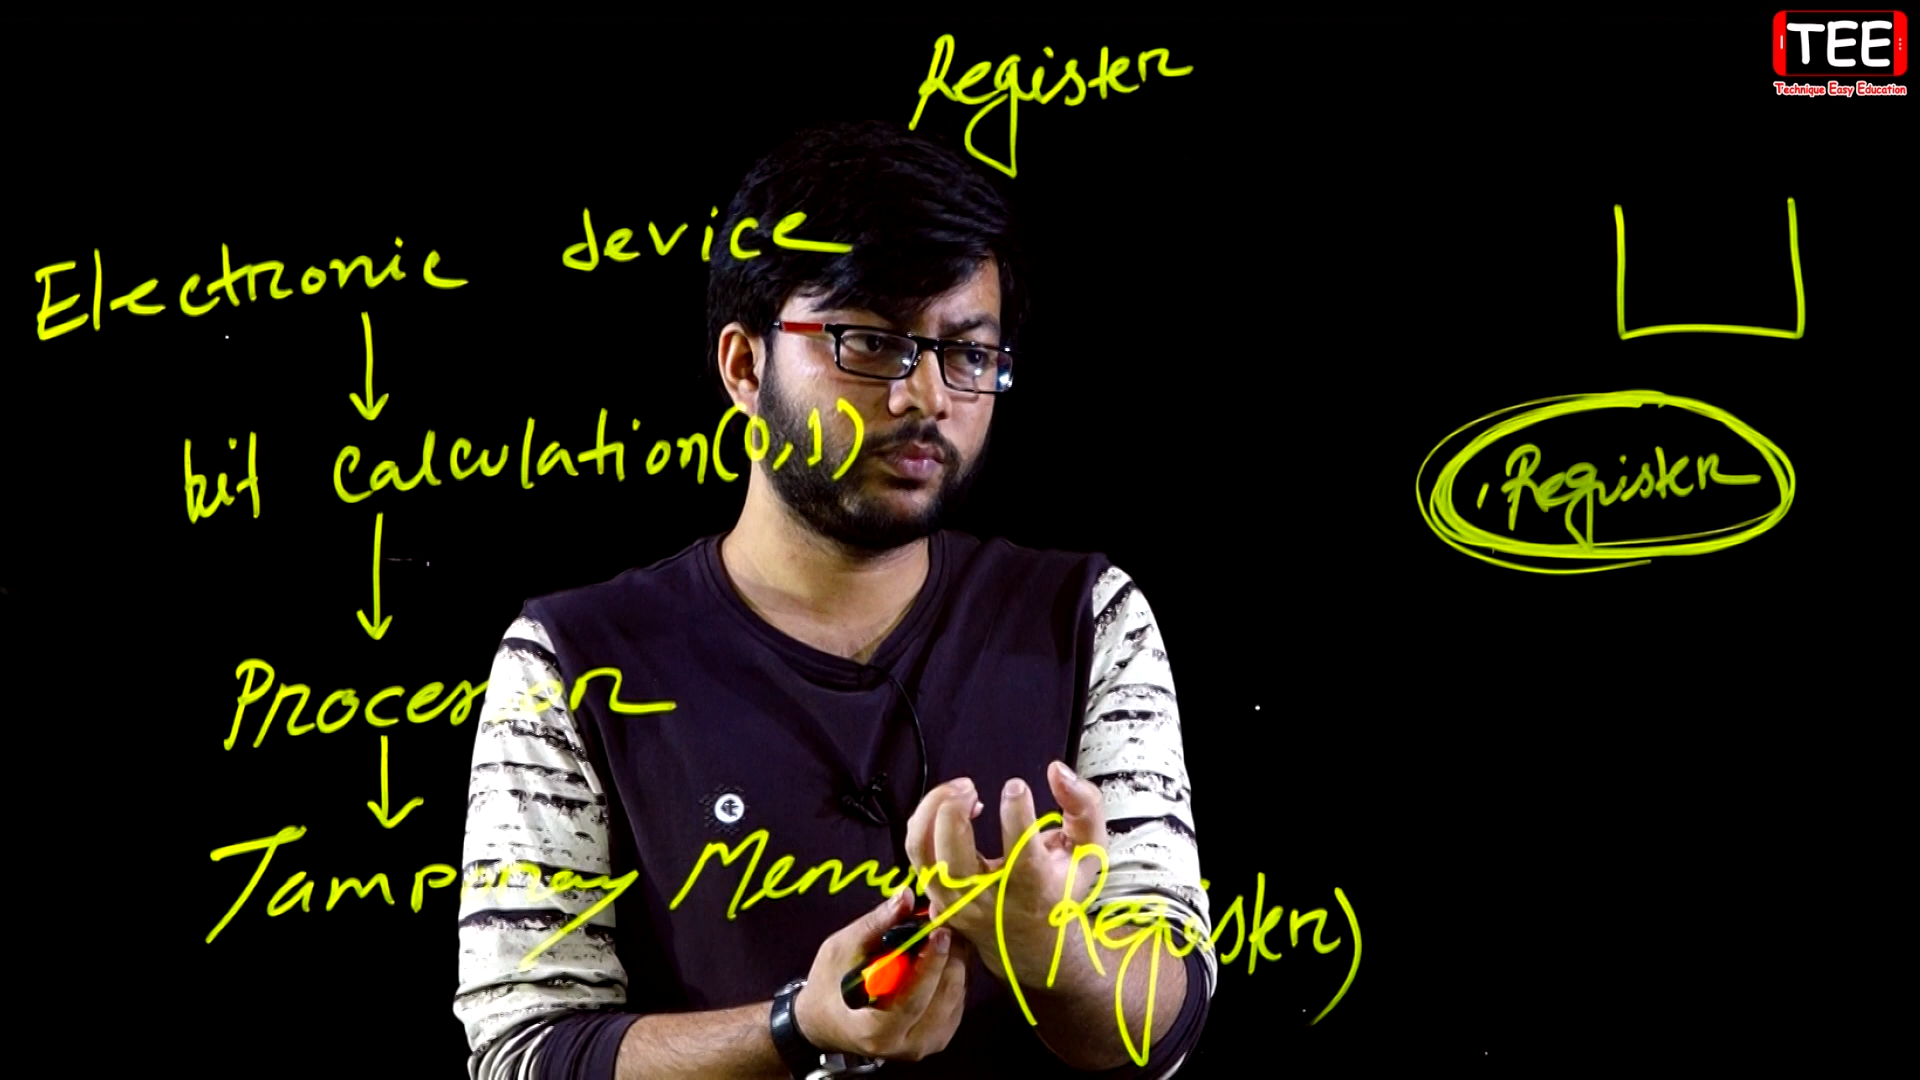 TEE
Technique Easy Education
Register
Electronic device
bit calculation(0,1)
Register
Processor
Tamporary Memory (Register)